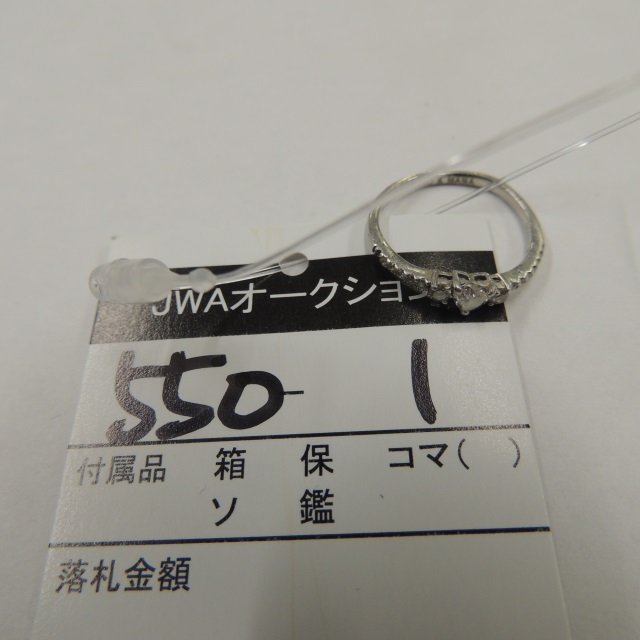 JWAオークション
550- 1
付属品 箱 保 コマ( )
ソ 鑑
落札金額